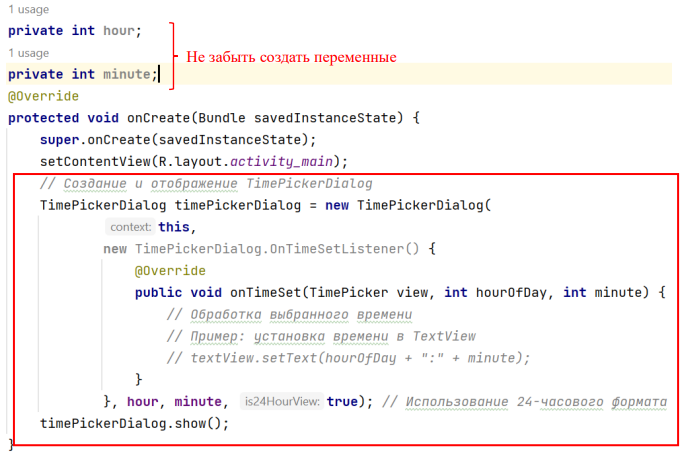 1 usage
private int hour;
1 usage
private int minute;
Не забыть создать переменные
@Override
protected void onCreate(Bundle savedInstanceState) {
super.onCreate(savedInstanceState);
setContentView(R.layout.activity_main);
// Создание и отображение TimePickerDialog
TimePickerDialog timePickerDialog = new TimePickerDialog(
context: this,
new TimePickerDialog.OnTimeSetListener() {
@Override
public void onTimeSet(TimePicker view, int hourOfDay, int minute) {
// Обработка выбранного времени
// Пример: установка времени в TextView
// textView.setText(hourOfDay + ":" + minute);
}
}, hour, minute, is24HourView: true); // Использование 24-часового формата
timePickerDialog.show();
}